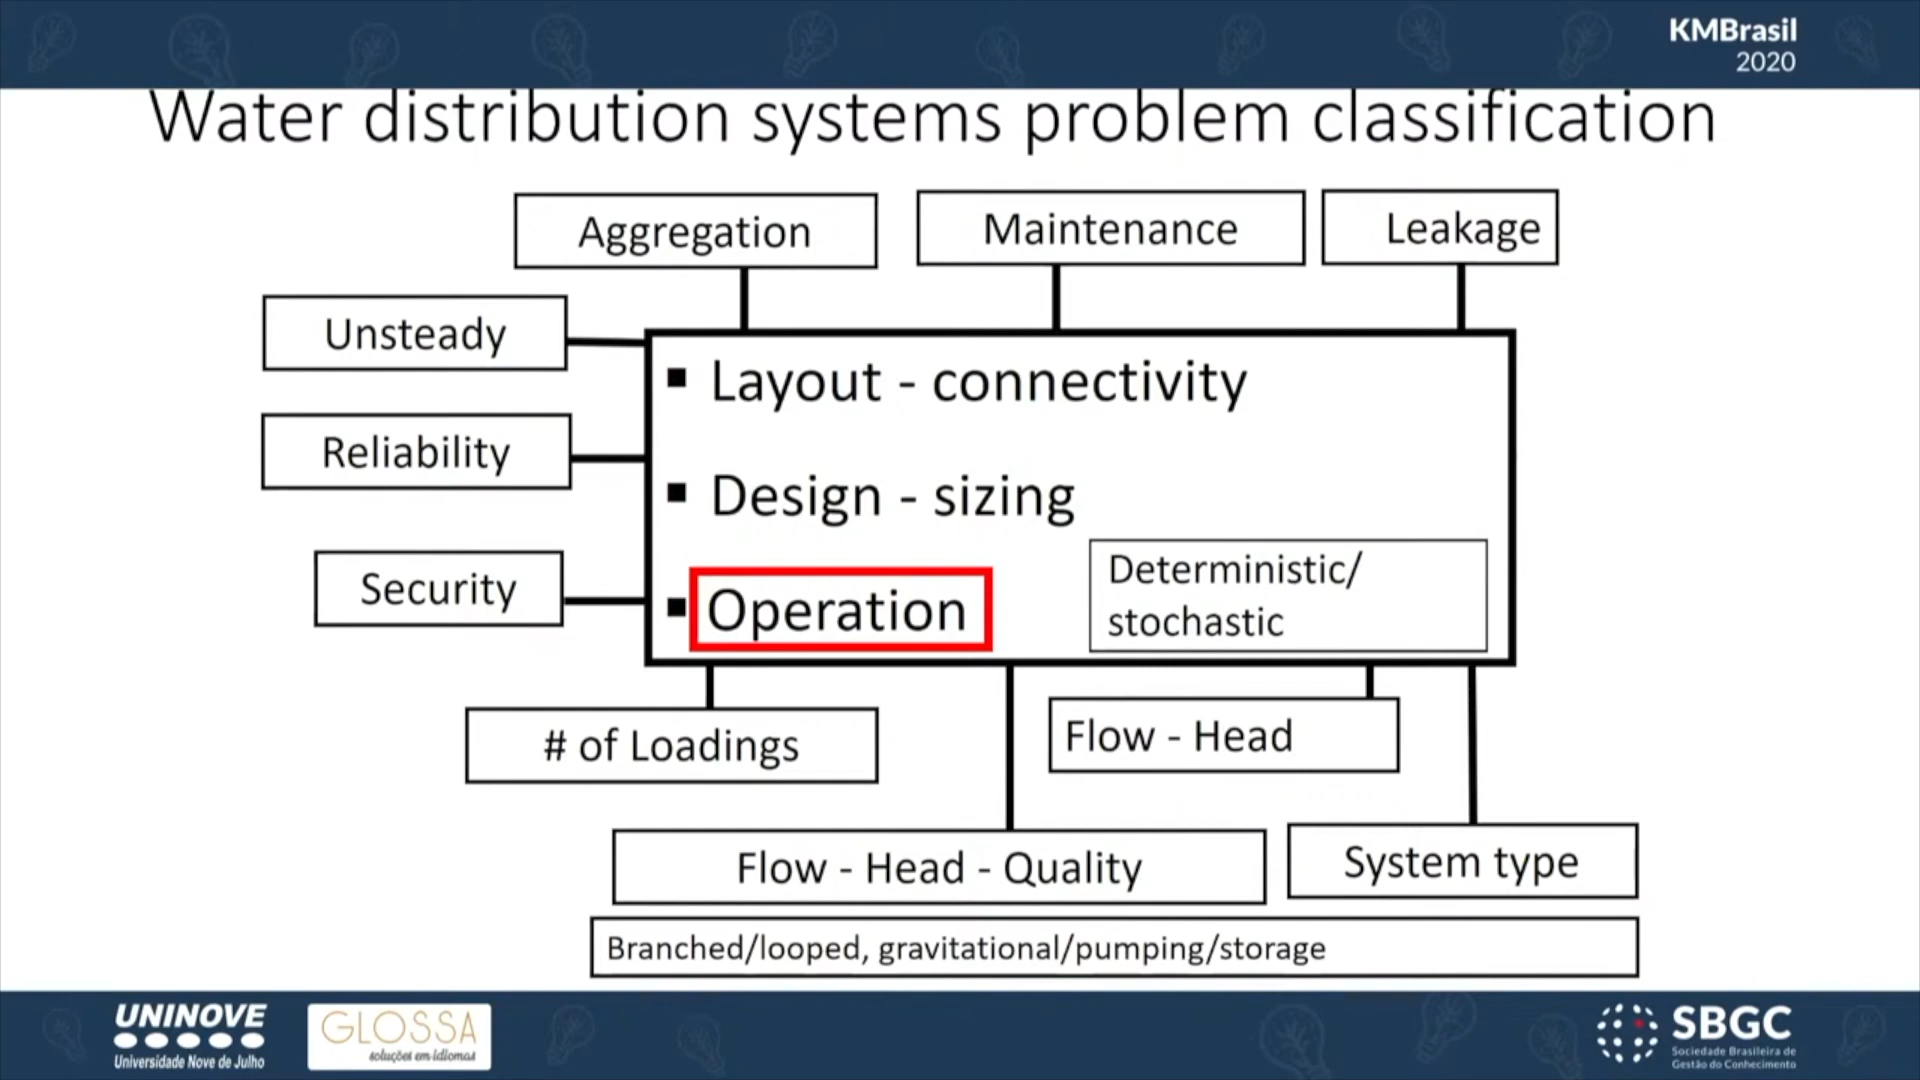 KMBrasil
2020
Water distribution systems problem classification
Aggregation
Maintenance
Leakage
Unsteady
Reliability
Security
▪ Layout - connectivity
▪ Design - sizing
▪ Operation
Deterministic/
stochastic
# of Loadings
Flow - Head
Flow - Head - Quality
System type
Branched/looped, gravitational/pumping/storage
UNINOVE
Universidade Nove de Julho
GLOSSA
soluções em idiomas
SBGC
Sociedade Brasileira de
Gestão do Conhecimento